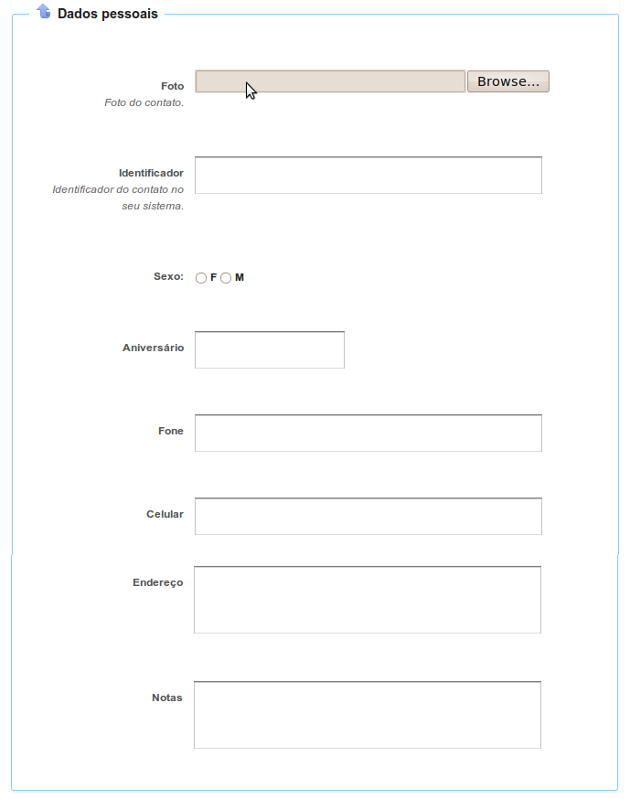 Dados pessoais
Foto
Browse...
Foto do contato.
Identificador
Identificador do contato no
seu sistema.
Sexo: F M
Aniversário
Fone
Celular
Endereço
Notas